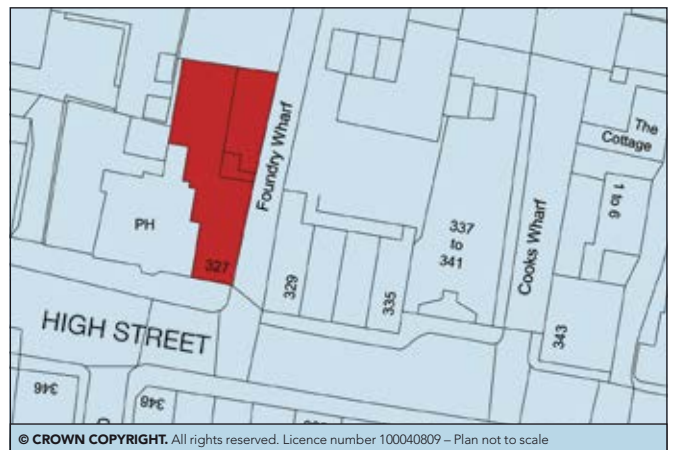 The
Cottage
Foundry Wharf
1 to 6
PH
337
to
341
Cooks Wharf
327
329
335
HIGH STREET
343
346
348
© CROWN COPYRIGHT. All rights reserved. Licence number 100040809 – Plan not to scale